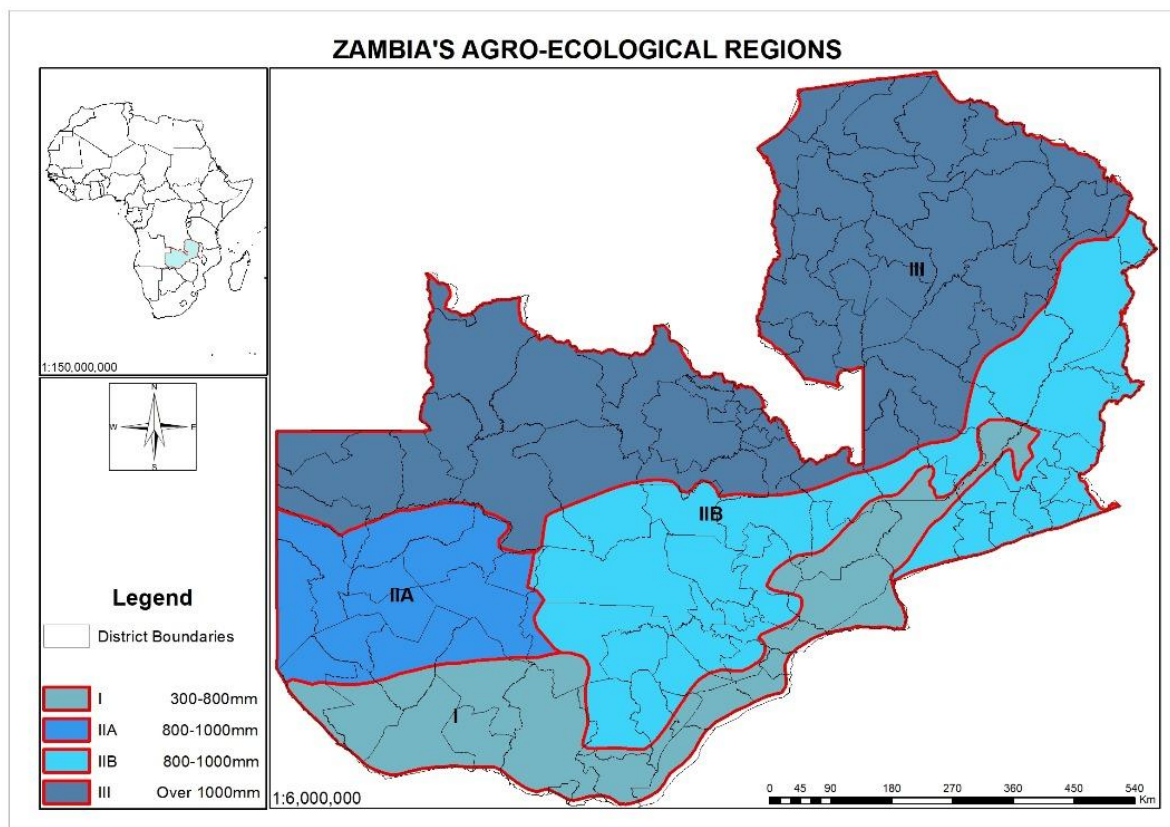 ZAMBIA'S AGRO-ECOLOGICAL REGIONS
1:150,000,000
N
W E
S
Legend
District Boundaries
I 300-800mm
IIA 800-1000mm
IIB 800-1000mm
III Over 1000mm
III
IIB
IIA
I
1:6,000,000
0 45 90 180 270 360 450 540
Km